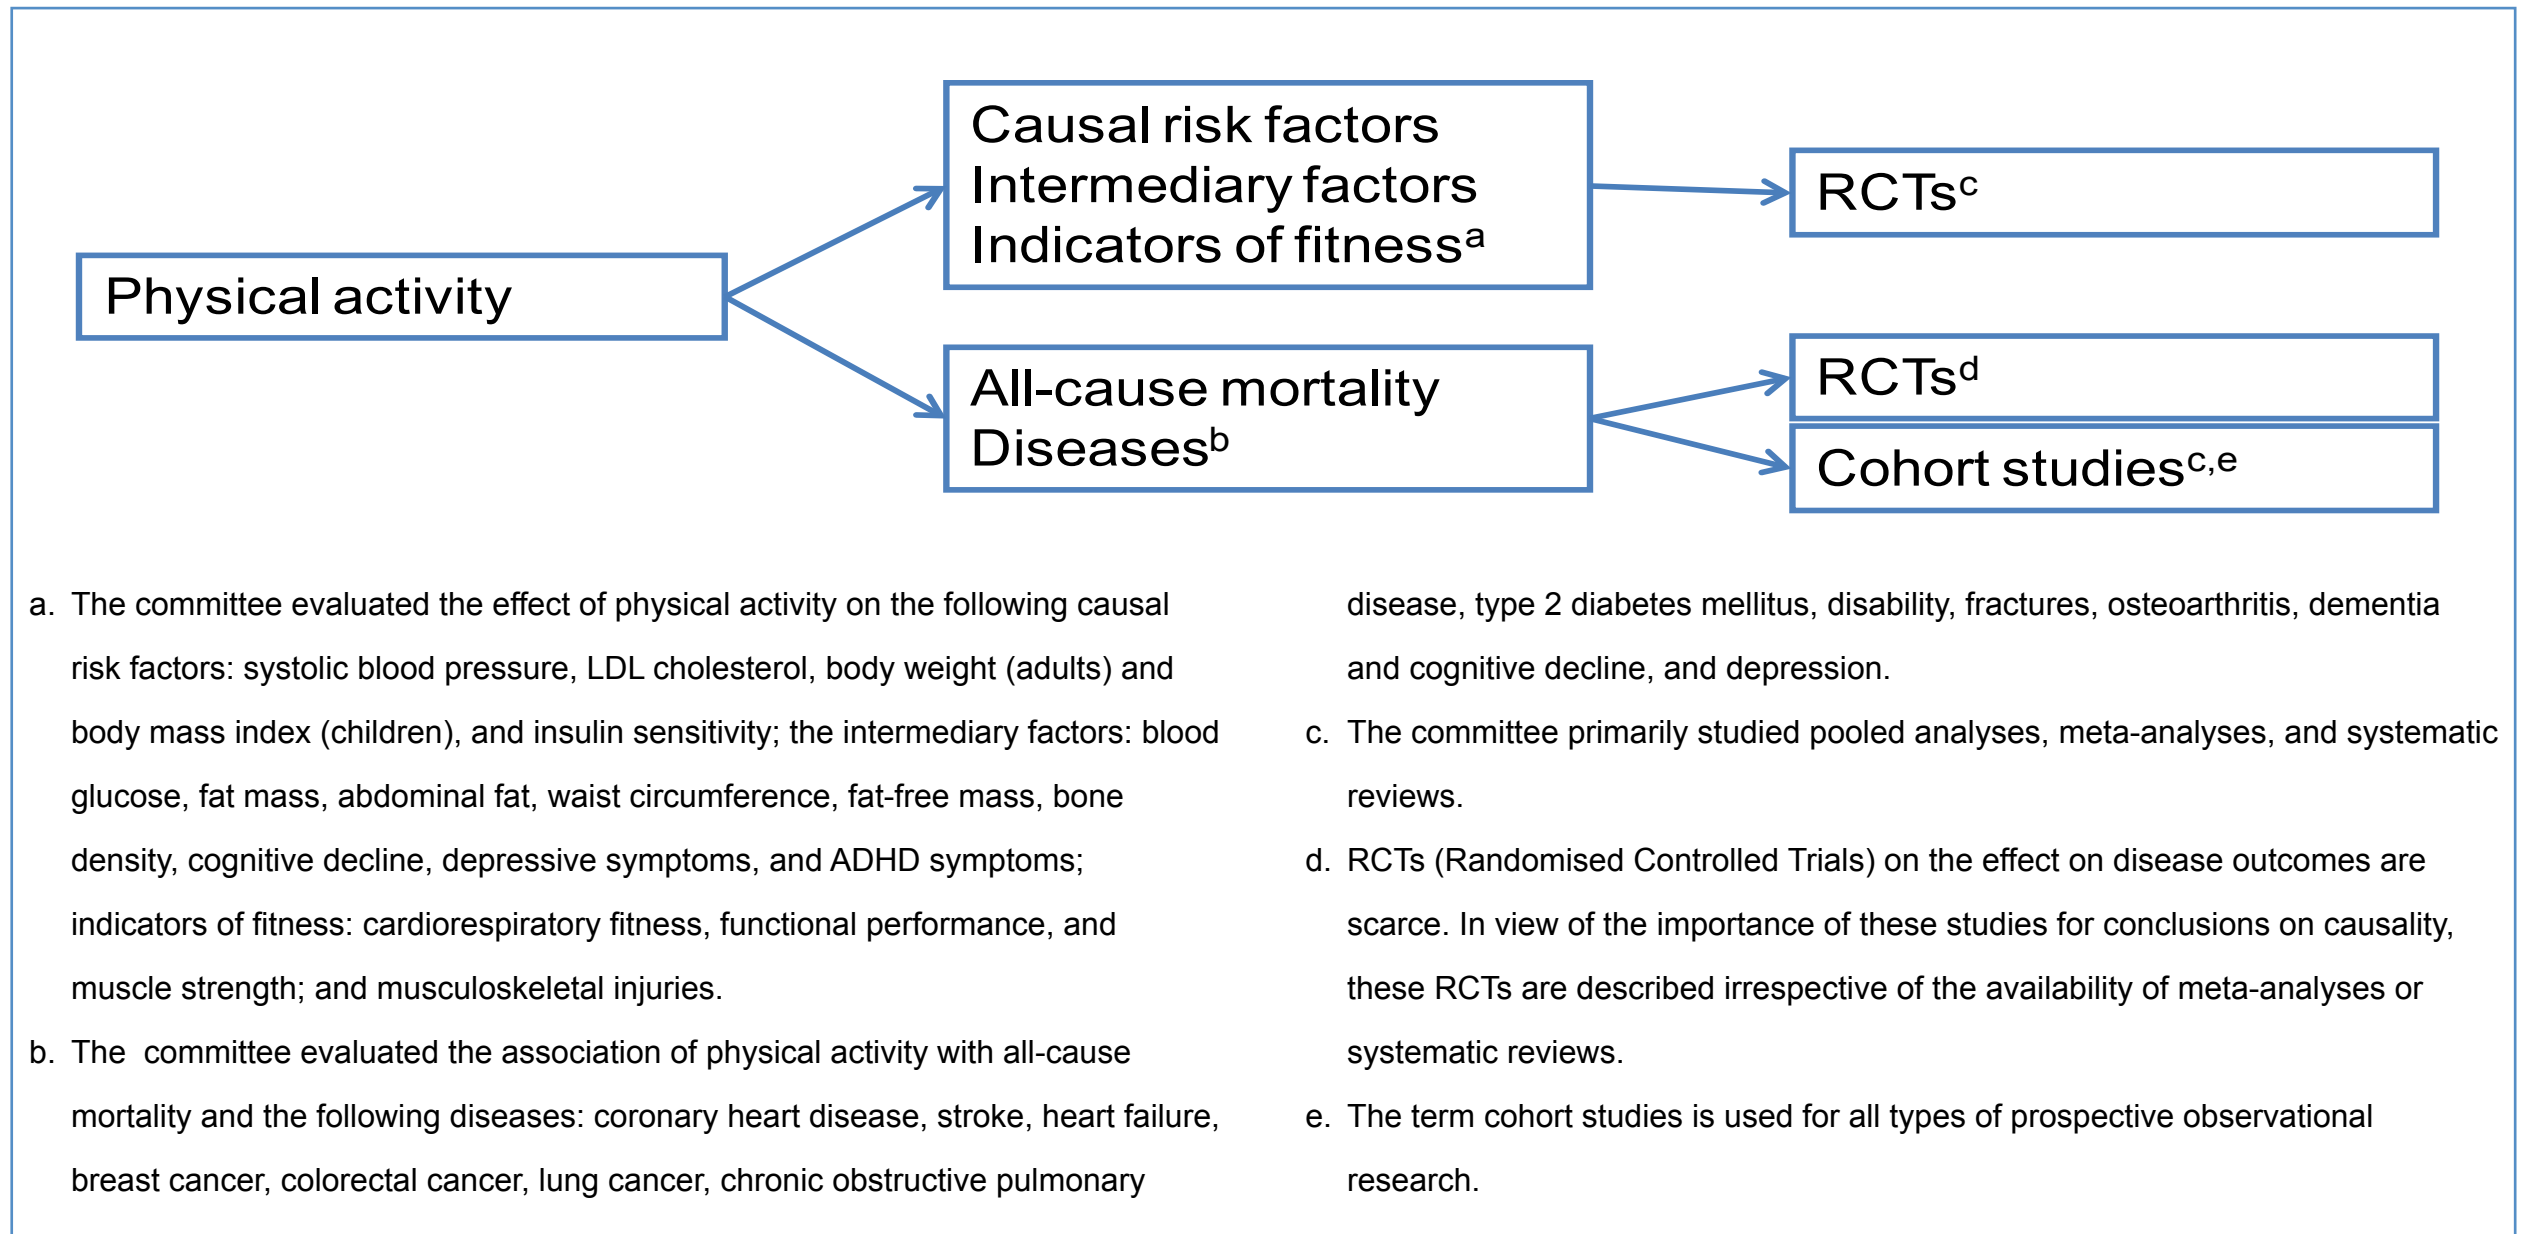 Physical activity
Causal risk factors
Intermediary factors
Indicators of fitnessᵃ
All-cause mortality
Diseasesᵇ
RCTsᶜ
RCTsᵈ
Cohort studiesᶜ,ᵉ
a. The committee evaluated the effect of physical activity on the following causal
risk factors: systolic blood pressure, LDL cholesterol, body weight (adults) and
body mass index (children), and insulin sensitivity; the intermediary factors: blood
glucose, fat mass, abdominal fat, waist circumference, fat-free mass, bone
density, cognitive decline, depressive symptoms, and ADHD symptoms;
indicators of fitness: cardiorespiratory fitness, functional performance, and
muscle strength; and musculoskeletal injuries.
b. The committee evaluated the association of physical activity with all-cause
mortality and the following diseases: coronary heart disease, stroke, heart failure,
breast cancer, colorectal cancer, lung cancer, chronic obstructive pulmonary
disease, type 2 diabetes mellitus, disability, fractures, osteoarthritis, dementia
and cognitive decline, and depression.
c. The committee primarily studied pooled analyses, meta-analyses, and systematic
reviews.
d. RCTs (Randomised Controlled Trials) on the effect on disease outcomes are
scarce. In view of the importance of these studies for conclusions on causality,
these RCTs are described irrespective of the availability of meta-analyses or
systematic reviews.
e. The term cohort studies is used for all types of prospective observational
research.